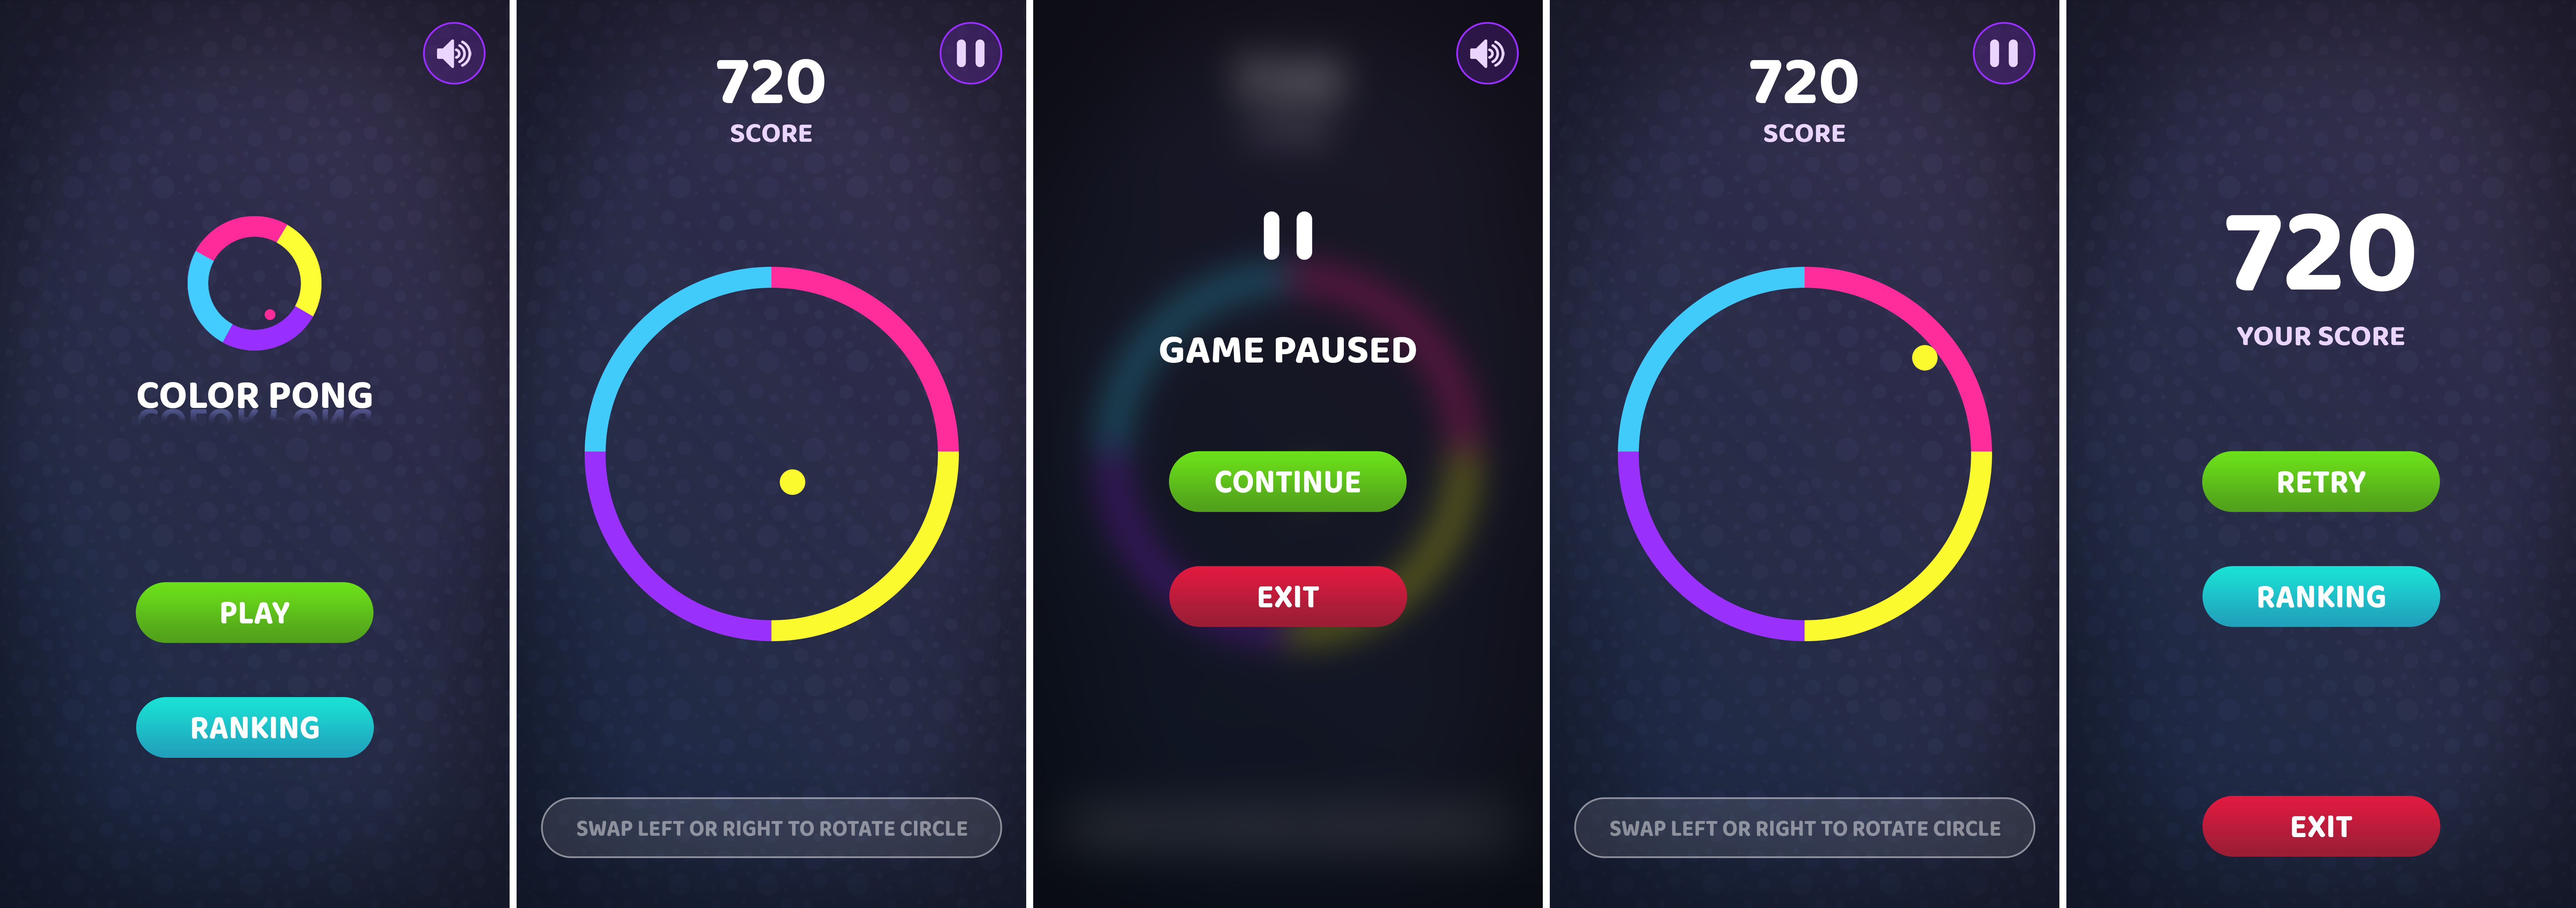 COLOR PONG
PLAY
RANKING
720
SCORE
SWAP LEFT OR RIGHT TO ROTATE CIRCLE
GAME PAUSED
CONTINUE
EXIT
720
SCORE
SWAP LEFT OR RIGHT TO ROTATE CIRCLE
720
YOUR SCORE
RETRY
RANKING
EXIT